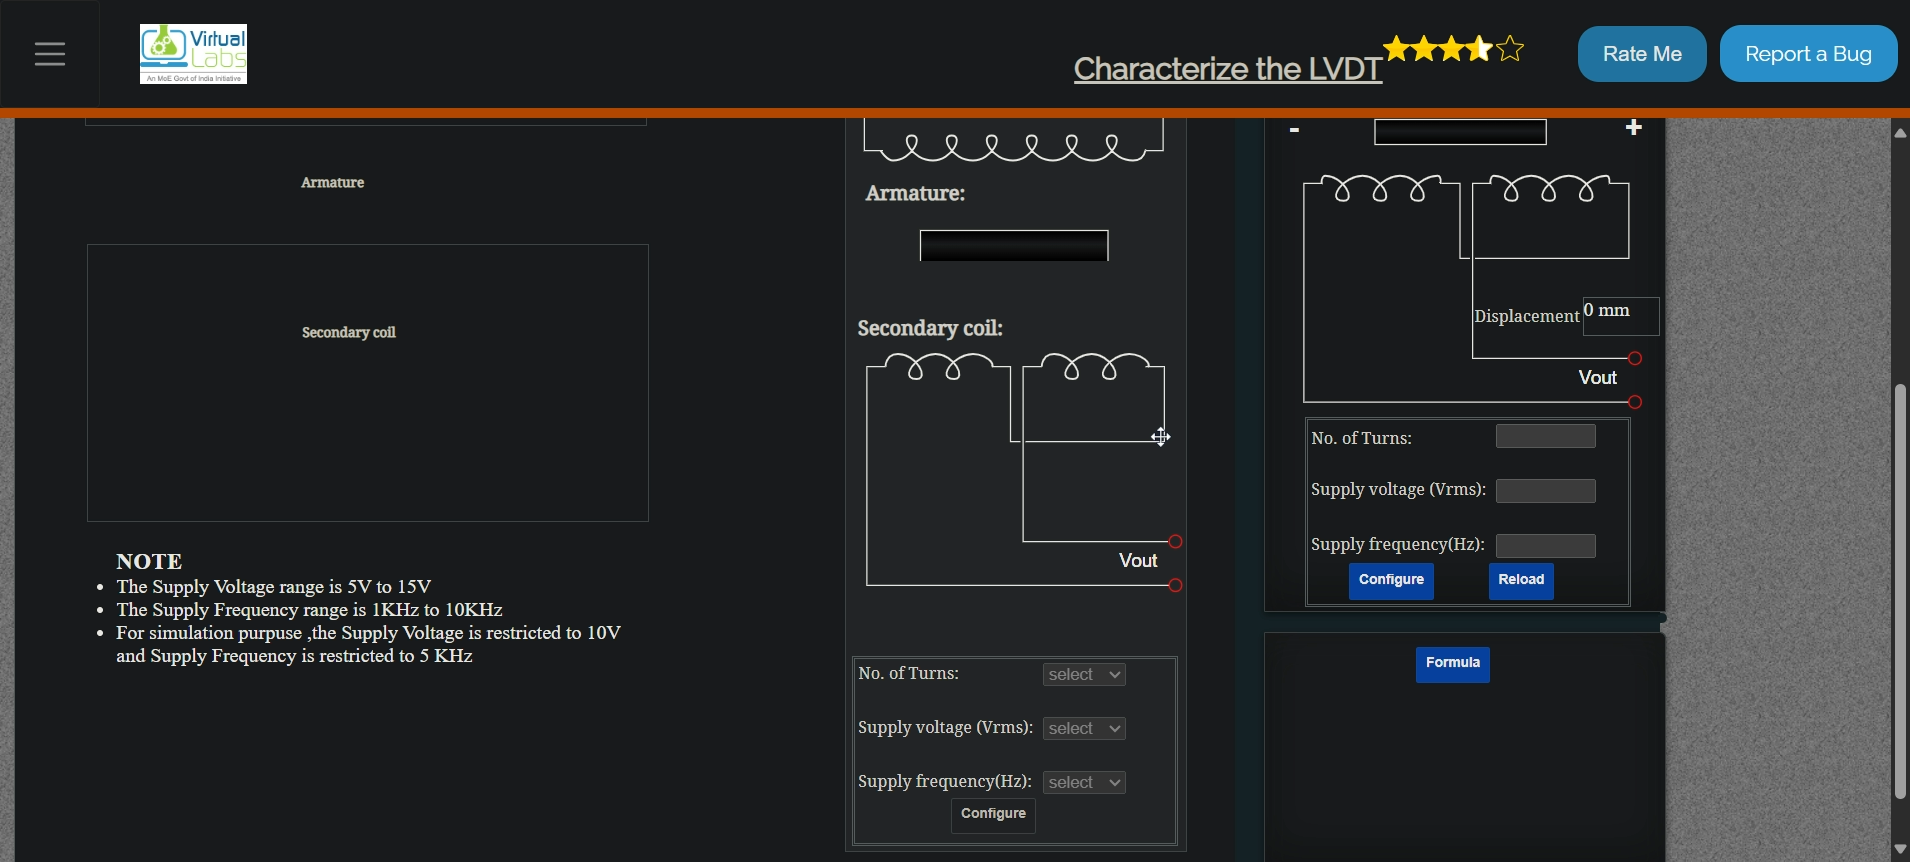 Virtual
Labs
An MoE Govt of India Initiative
Characterize the LVDT
Rate Me
Report a Bug
Armature
Secondary coil
NOTE
The Supply Voltage range is 5V to 15V
The Supply Frequency range is 1KHz to 10KHz
For simulation purpuse ,the Supply Voltage is restricted to 10V
and Supply Frequency is restricted to 5 KHz
Armature:
Secondary coil:
Vout
No. of Turns:
select
Supply voltage (Vrms):
select
Supply frequency(Hz):
select
Configure
-
+
Displacement
0 mm
Vout
No. of Turns:
Supply voltage (Vrms):
Supply frequency(Hz):
Configure
Reload
Formula